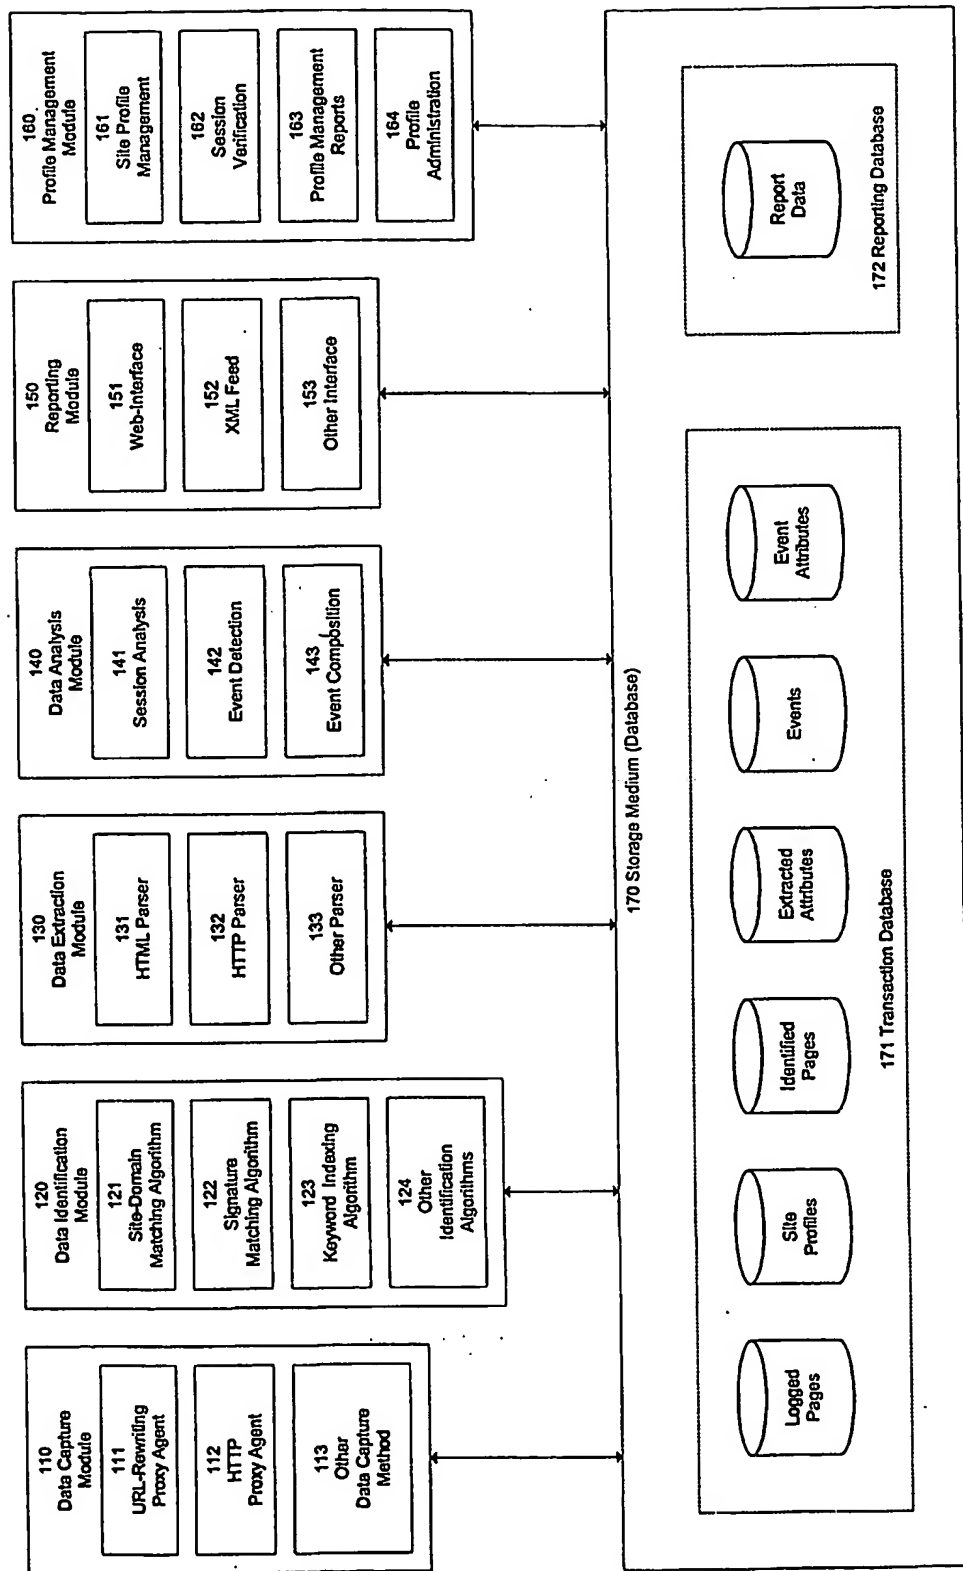 110
Data Capture
Module
111
URL-Rewriting
Proxy Agent
112
HTTP
Proxy Agent
113
Othar
Data Capture
Method
120
Data Identification
Module
121
Site-Domain
Matching Algorithm
122
Signature
Matching Algorithm
123
Keyword Indexing
Algorithm
124
Other
Identification
Algorithms
130
Data Extraction
Module
131
HTML Parser
132
HTTP Parser
133
Other Parser
140
Data Analysis
Module
141
Session Analysis
142
Event Detection
143
Event Composition
150
Reporting
Module
151
Web-Interface
152
XML Feed
153
Other Interface
160
Profile Management
Module
161
Site Profile
Management
162
Session
Verification
163
Profile Management
Reports
164
Profile
Administration
170 Storage Medium (Database)
Logged
Pages
Site
Profiles
Identified
Pages
Extracted
Attributes
Events
Event
Attributes
171 Transaction Database
Report
Data
172 Reporting Database